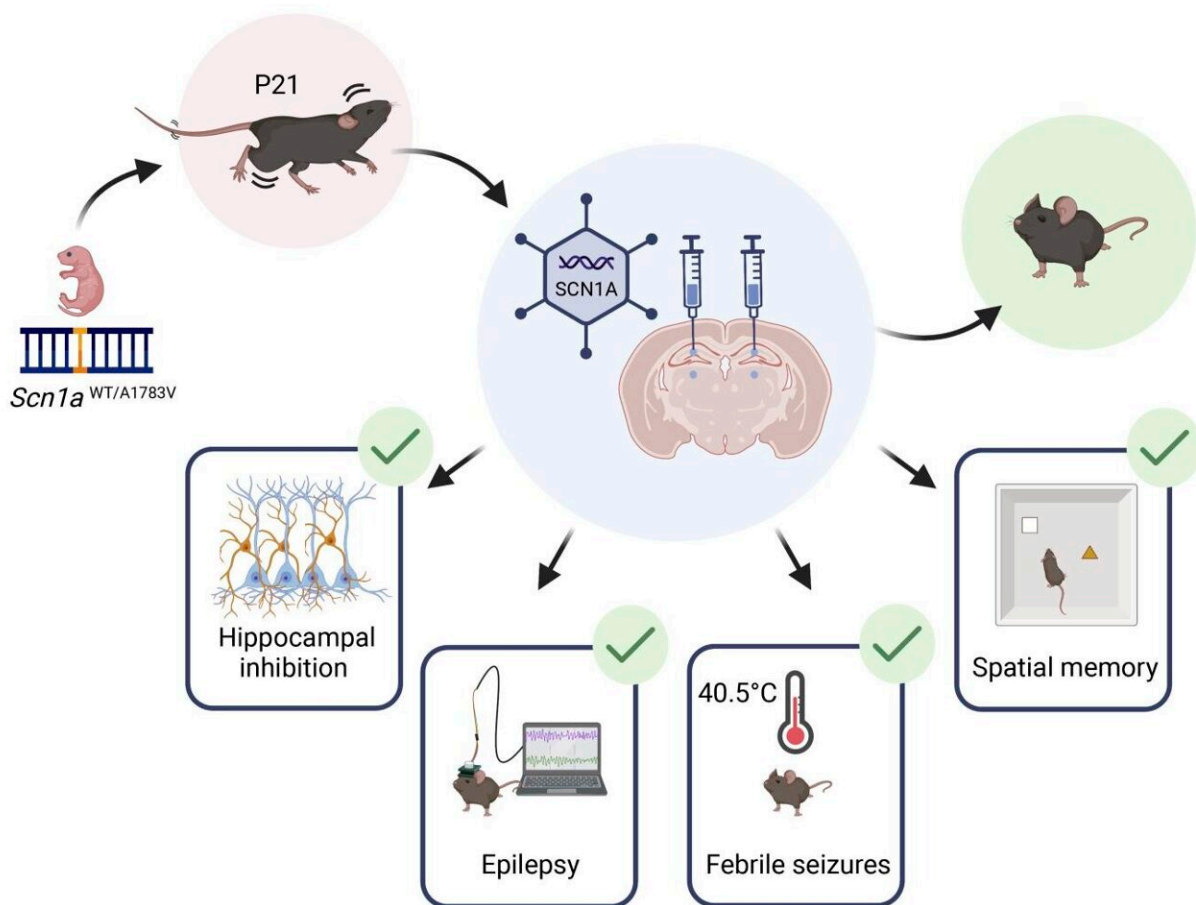 P21
SCN1A
Scn1a WT/A1783V
Hippocampal
inhibition
Epilepsy
40.5°C
Febrile seizures
Spatial memory